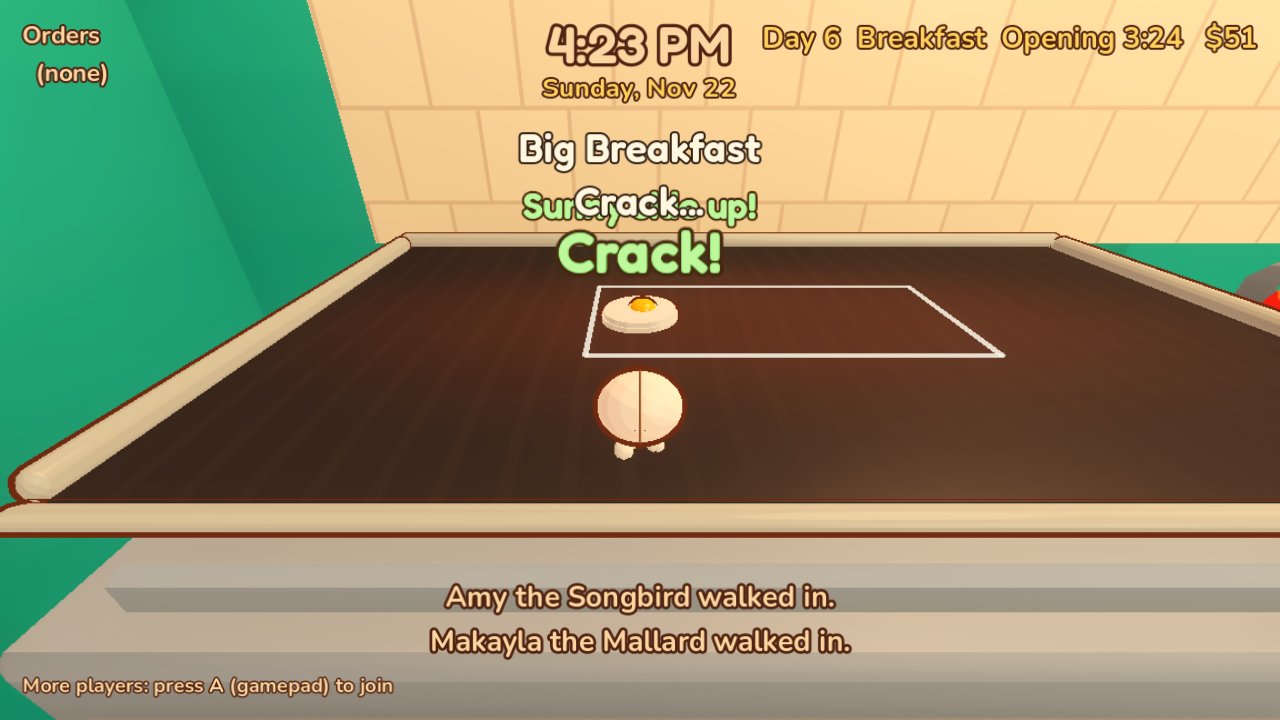 Orders
(none)
4:23 PM
Sunday, Nov 22
Day 6 Breakfast Opening 3:24 $51
Big Breakfast
Crack...
up!
Crack!
Amy the Songbird walked in.
Makayla the Mallard walked in.
More players: press A (gamepad) to join